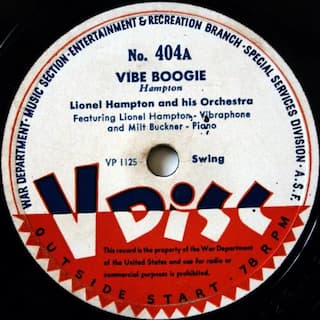 WAR DEPARTMENT · MUSIC SECTION · ENTERTAINMENT & RECREATION BRANCH · SPECIAL SERVICES DIVISION · A.S.F.
No. 404A
VIBE BOOGIE
Hampton
Lionel Hampton and his Orchestra
Featuring Lionel Hampton-Vibraphone
and Milt Buckner - Piano
VP 1125 - Swing
V DISC
This record is the property of the War Department
of the United States and use for radio or
commercial purposes is prohibited.
OUTSIDE START · 78 RPM